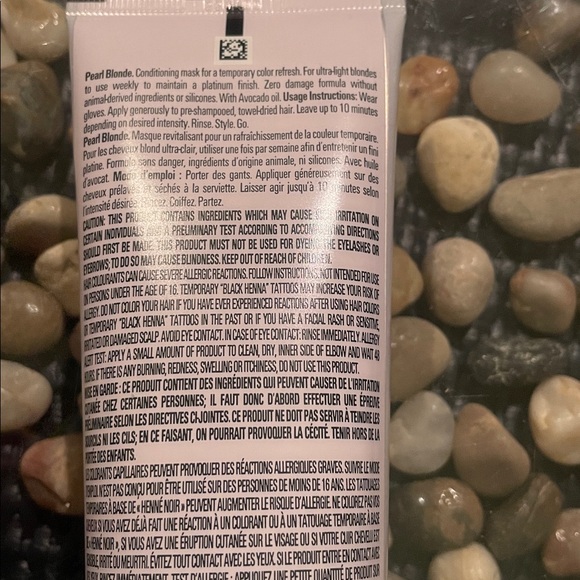 Pearl Blonde. Conditioning mask for a temporary color refresh. For ultra-light blondes
to use weekly to maintain a platinum finish. Zero damage formula without
animal-derived ingredients or silicones. With Avocado oil. Usage Instructions: Wear
gloves. Apply generously to pre-shampooed, towel-dried hair. Leave up to 10 minutes
depending on desired intensity. Rinse. Style. Go.
Pearl Blonde. Masque revitalisant pour un rafraîchissement de la couleur temporaire.
Pour les cheveux blond ultra-clair, utiliser une fois par semaine afin d'entretenir un fini
platine. Formule sans danger, ingrédients d'origine animale, ni silicones. Avec huile
d'avocat. Mode d'emploi : Porter des gants. Appliquer généreusement sur des
cheveux prélavés et séchés à la serviette. Laisser agir jusqu'à 10 minutes selon
l'intensité désirée. Rincez. Coiffez. Partez.
CAUTION: THIS PRODUCT CONTAINS INGREDIENTS WHICH MAY CAUSE SKIN IRRITATION ON
CERTAIN INDIVIDUALS AND A PRELIMINARY TEST ACCORDING TO ACCOMPANYING DIRECTIONS
SHOULD FIRST BE MADE. THIS PRODUCT MUST NOT BE USED FOR DYEING THE EYELASHES OR
EYEBROWS; TO DO SO MAY CAUSE BLINDNESS. KEEP OUT OF REACH OF CHILDREN.
HAIR COLOURANTS CAN CAUSE SEVERE ALLERGIC REACTIONS. FOLLOW INSTRUCTIONS. NOT INTENDED FOR USE
ON PERSONS UNDER THE AGE OF 16. TEMPORARY "BLACK HENNA" TATTOOS MAY INCREASE YOUR RISK OF
ALLERGY. DO NOT COLOR YOUR HAIR IF YOU HAVE EVER EXPERIENCED REACTIONS AFTER USING HAIR COLORS
OR TEMPORARY "BLACK HENNA" TATTOOS IN THE PAST OR IF YOU HAVE A FACIAL RASH OR SENSITIVE,
IRRITATED OR DAMAGED SCALP. AVOID EYE CONTACT. IN CASE OF EYE CONTACT: RINSE IMMEDIATELY. ALLERGY
ALERT TEST: APPLY A SMALL AMOUNT OF PRODUCT TO CLEAN, DRY, INNER SIDE OF ELBOW AND WAIT 48
HOURS. IF THERE IS ANY BURNING, REDNESS, SWELLING OR ITCHINESS, DO NOT USE THIS PRODUCT.
MISE EN GARDE : CE PRODUIT CONTIENT DES INGRÉDIENTS QUI PEUVENT CAUSER DE L'IRRITATION
CUTANÉE CHEZ CERTAINES PERSONNES; IL FAUT DONC D'ABORD EFFECTUER UNE ÉPREUVE
PRÉLIMINAIRE SELON LES DIRECTIVES CI-JOINTES. CE PRODUIT NE DOIT PAS SERVIR À TEINDRE LES
SOURCILS NI LES CILS; EN CE FAISANT, ON POURRAIT PROVOQUER LA CÉCITÉ. TENIR HORS DE LA
PORTÉE DES ENFANTS.
LES COLORANTS CAPILLAIRES PEUVENT PROVOQUER DES RÉACTIONS ALLERGIQUES GRAVES. SUIVRE LE MODE
D'EMPLOI. N'EST PAS CONÇU POUR ÊTRE UTILISÉ SUR DES PERSONNES DE MOINS DE 16 ANS. LES TATOUAGES
TEMPORAIRES À BASE DE « HENNÉ NOIR » PEUVENT AUGMENTER LE RISQUE D'ALLERGIE. NE COLOREZ PAS VOS
CHEVEUX SI VOUS AVEZ DÉJÀ FAIT UNE RÉACTION À UN COLORANT OU À UN TATOUAGE TEMPORAIRE À BASE
DE « HENNÉ NOIR », SI VOUS AVEZ UNE ÉRUPTION CUTANÉE SUR LE VISAGE OU SI VOTRE CUIR CHEVELU EST
SENSIBLE, IRRITÉ OU MEURTRI. ÉVITEZ TOUT CONTACT AVEC LES YEUX. SI LE PRODUIT ENTRE EN CONTACT AVEC
IMMÉDIATEMENT. TEST D'ALLERGIE : APPLIQUEZ UNE PETITE QUANTITÉ DE PRODUIT SUR